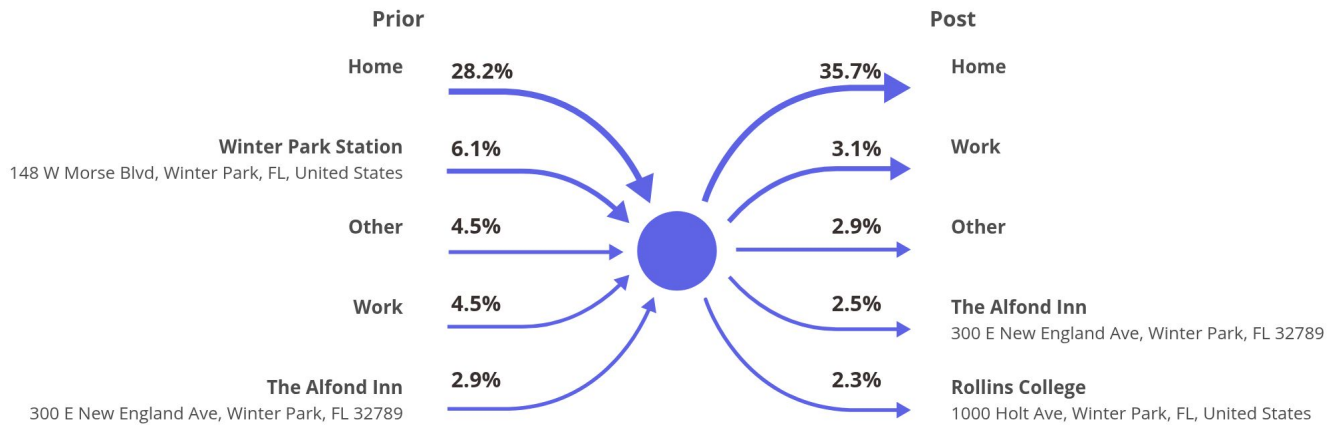 Prior
Post
Home
28.2%
35.7%
Home
Winter Park Station
148 W Morse Blvd, Winter Park, FL, United States
6.1%
3.1%
Work
Other
4.5%
2.9%
Other
Work
4.5%
2.5%
The Alfond Inn
300 E New England Ave, Winter Park, FL 32789
The Alfond Inn
300 E New England Ave, Winter Park, FL 32789
2.9%
2.3%
Rollins College
1000 Holt Ave, Winter Park, FL, United States